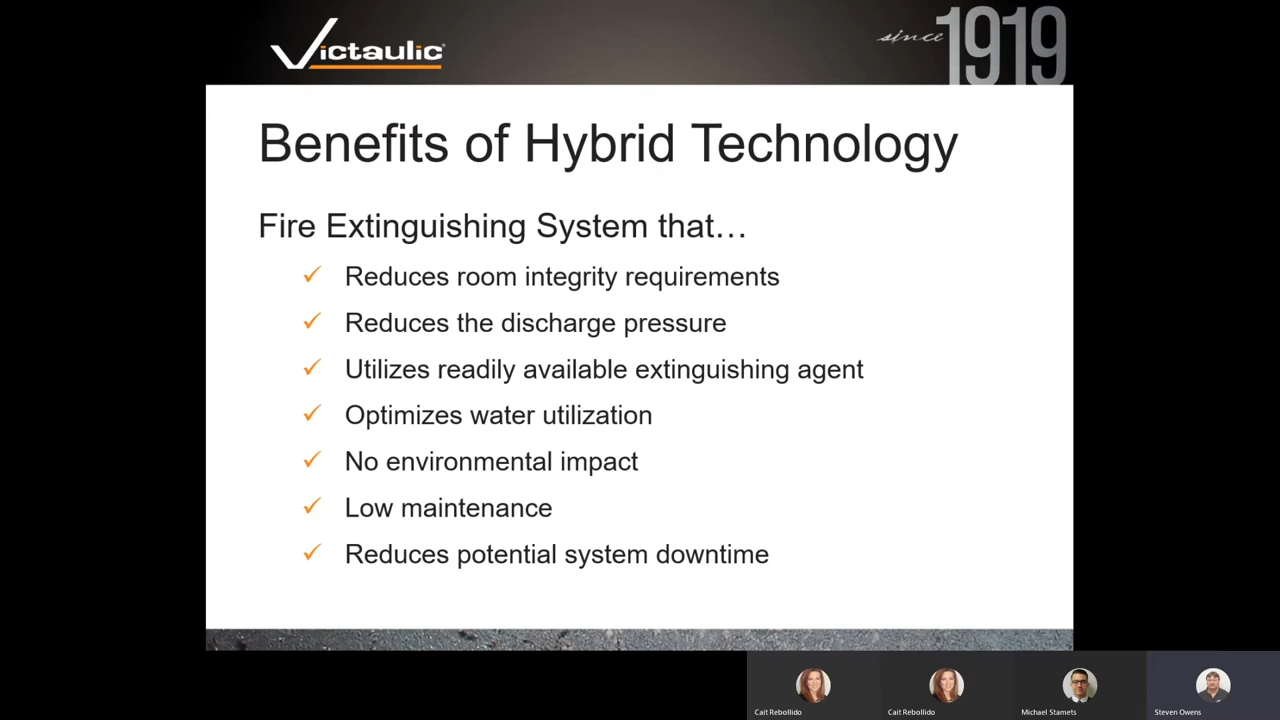 Victaulic
since 1919
Benefits of Hybrid Technology
Fire Extinguishing System that…
✓ Reduces room integrity requirements
✓ Reduces the discharge pressure
✓ Utilizes readily available extinguishing agent
✓ Optimizes water utilization
✓ No environmental impact
✓ Low maintenance
✓ Reduces potential system downtime
Cait Rebollido
Cait Rebollido
Michael Stamets
Steven Owens